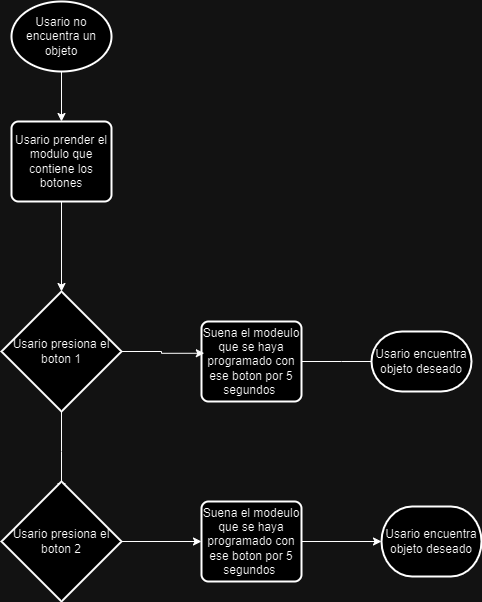 Usario no
encuentra un
objeto
Usario prender el
modulo que
contiene los
botones
Usario presiona el
boton 1
Suena el modeulo
que se haya
programado con
ese boton por 5
segundos
Usario encuentra
objeto deseado
Usario presiona el
boton 2
Suena el modeulo
que se haya
programado con
ese boton por 5
segundos
Usario encuentra
objeto deseado